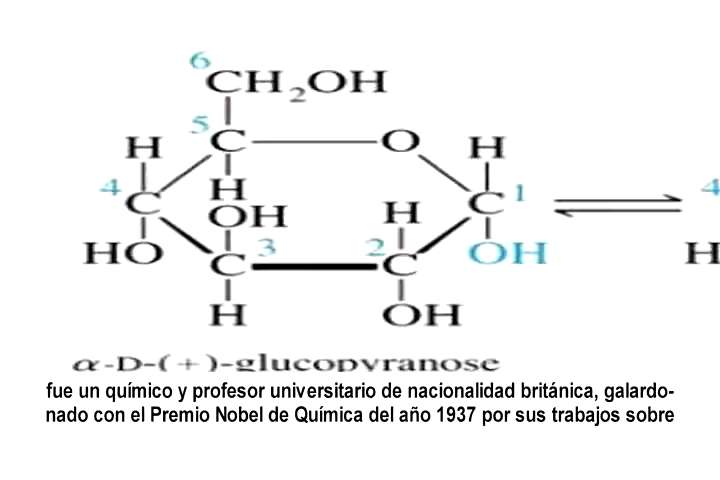 6
CH2OH
5
H C O H
4 H 1 4
C OH H C
HO 3 2 OH H
C C
H OH
α-D-(+)-glucopyranose
fue un químico y profesor universitario de nacionalidad británica, galardo-
nado con el Premio Nobel de Química del año 1937 por sus trabajos sobre